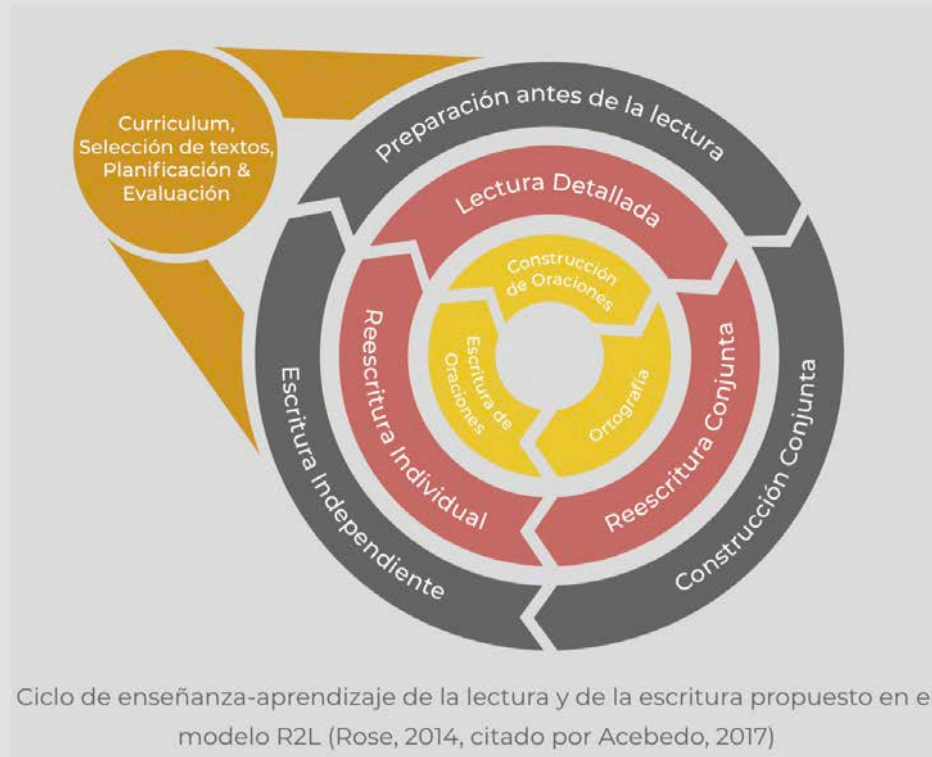 Curriculum,
Selección de textos,
Planificación &
Evaluación
Preparación antes de la lectura
Construcción Conjunta
Escritura Independiente
Lectura Detallada
Reescritura Conjunta
Reescritura Individual
Construcción
de Oraciones
Ortografía
Escritura de
Oraciones
Ciclo de enseñanza-aprendizaje de la lectura y de la escritura propuesto en e
modelo R2L (Rose, 2014, citado por Acebedo, 2017)